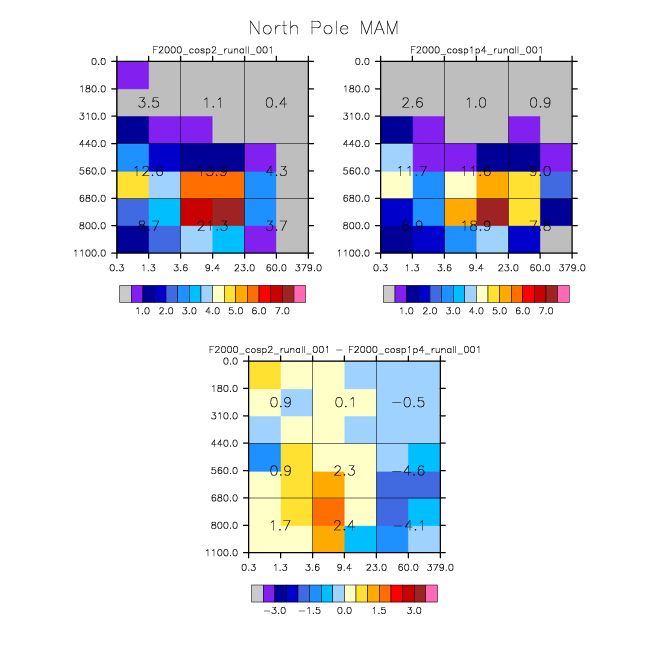 North Pole MAM
F2000_cosp2_runall_001
F2000_cosp1p4_runall_001
0.0
180.0
310.0
440.0
560.0
680.0
800.0
1100.0
3.5 1.1 0.4
12.6 13.9 4.3
8.7 21.3 3.7
0.3 1.3 3.6 9.4 23.0 60.0 379.0
1.0 2.0 3.0 4.0 5.0 6.0 7.0
0.0
180.0
310.0
440.0
560.0
680.0
800.0
1100.0
2.6 1.0 0.9
11.7 11.6 9.0
6.9 18.9 7.8
0.3 1.3 3.6 9.4 23.0 60.0 379.0
1.0 2.0 3.0 4.0 5.0 6.0 7.0
F2000_cosp2_runall_001 − F2000_cosp1p4_runall_001
0.0
180.0
310.0
440.0
560.0
680.0
800.0
1100.0
0.9 0.1 −0.5
0.9 2.3 −4.6
1.7 2.4 −4.1
0.3 1.3 3.6 9.4 23.0 60.0 379.0
−3.0 −1.5 0.0 1.5 3.0